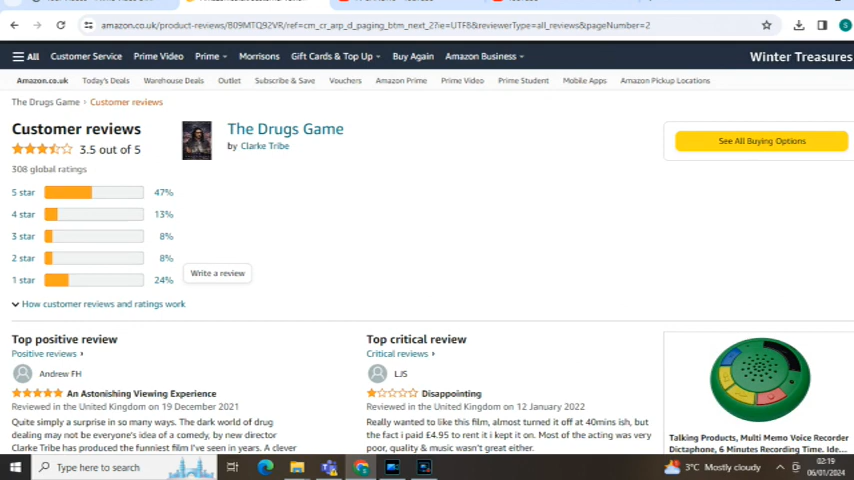 amazon.co.uk/product-reviews/B09MTQ92VR/ref=cm_cr_arp_d_paging_btm_next_2?ie=UTF8&reviewerType=all_reviews&pageNumber=2
S
All Customer Service Prime Video Prime Morrisons Gift Cards & Top Up Buy Again Amazon Business Winter Treasures
Amazon.co.uk Today's Deals Warehouse Deals Outlet Subscribe & Save Vouchers Amazon Prime Prime Video Prime Student Mobile Apps Amazon Pickup Locations
The Drugs Game › Customer reviews
Customer reviews
3.5 out of 5
308 global ratings
5 star 47%
4 star 13%
3 star 8%
2 star 8%
1 star 24%
How customer reviews and ratings work
The Drugs Game
by Clarke Tribe
Write a review
See All Buying Options
Top positive review
Positive reviews ›
Andrew FH
An Astonishing Viewing Experience
Reviewed in the United Kingdom on 19 December 2021
Quite simply a surprise in so many ways. The dark world of drug
dealing may not be everyone's idea of a comedy, by new director
Clarke Tribe has produced the funniest film I've seen in years. A clever
Top critical review
Critical reviews ›
LJS
Disappointing
Reviewed in the United Kingdom on 12 January 2022
Really wanted to like this film, almost turned it off at 40mins ish, but
the fact i paid £4.95 to rent it i kept it on. Most of the acting was very
poor, quality & music wasn't great either.
Talking Products, Multi Memo Voice Recorder
Dictaphone, 6 Minutes Recording Time. Ide...
Type here to search
3°C Mostly cloudy
02:19
06/01/2024